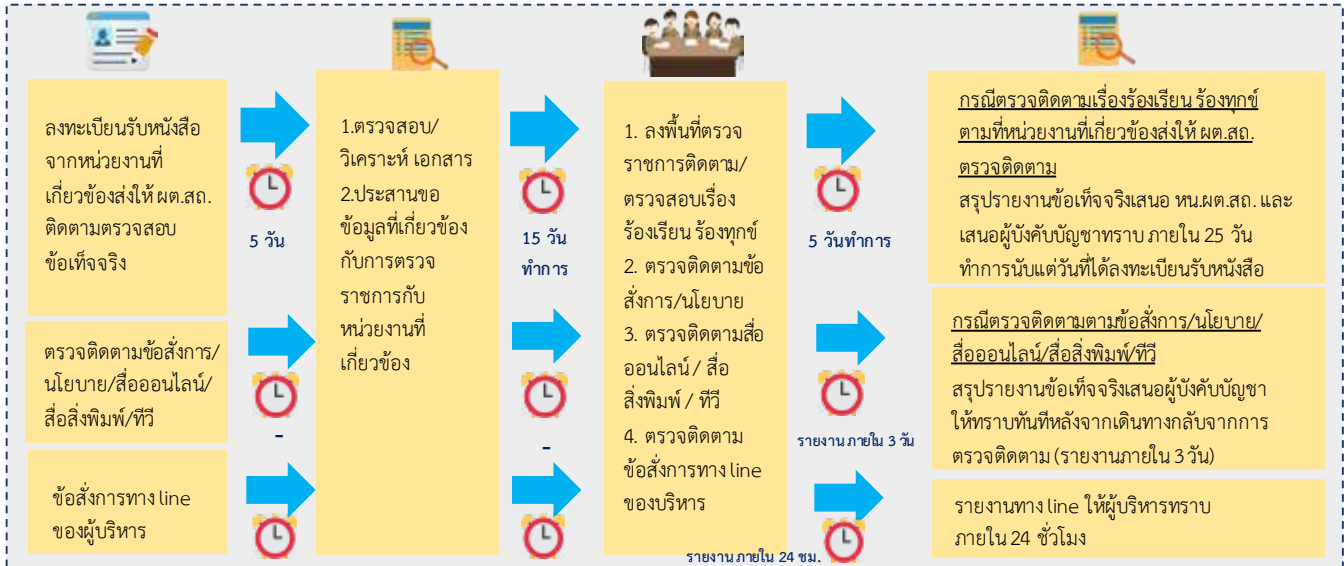 ลงทะเบียนรับหนังสือ
จากหน่วยงานที่
เกี่ยวข้องส่งให้ ผต.สถ.
ติดตามตรวจสอบ
ข้อเท็จจริง
5 วัน
1.ตรวจสอบ/
วิเคราะห์ เอกสาร
2.ประสานขอ
ข้อมูลที่เกี่ยวข้อง
กับการตรวจ
ราชการกับ
หน่วยงานที่
เกี่ยวข้อง
15 วัน
ทำการ
1. ลงพื้นที่ตรวจ
ราชการติดตาม/
ตรวจสอบเรื่อง
ร้องเรียน ร้องทุกข์
2. ตรวจติดตามข้อ
สั่งการ/นโยบาย
3. ตรวจติดตามสื่อ
ออนไลน์ / สื่อ
สิ่งพิมพ์ / ทีวี
4. ตรวจติดตาม
ข้อสั่งการทาง line
ของบริหาร
5 วันทำการ
กรณีตรวจติดตามเรื่องร้องเรียน ร้องทุกข์
ตามที่หน่วยงานที่เกี่ยวข้องส่งให้ ผต.สถ.
ตรวจติดตาม
สรุปรายงานข้อเท็จจริงเสนอ หน.ผต.สถ. และ
เสนอผู้บังคับบัญชาทราบ ภายใน 25 วัน
ทำการนับแต่วันที่ได้ลงทะเบียนรับหนังสือ
ตรวจติดตามข้อสั่งการ/
นโยบาย/สื่อออนไลน์/
สื่อสิ่งพิมพ์/ทีวี
-
-
รายงาน ภายใน 3 วัน
กรณีตรวจติดตามตามข้อสั่งการ/นโยบาย/
สื่อออนไลน์/สื่อสิ่งพิมพ์/ทีวี
สรุปรายงานข้อเท็จจริงเสนอผู้บังคับบัญชา
ให้ทราบทันทีหลังจากเดินทางกลับจากการ
ตรวจติดตาม (รายงานภายใน 3 วัน)
ข้อสั่งการทาง line
ของผู้บริหาร
รายงาน ภายใน 24 ชม.
รายงานทาง line ให้ผู้บริหารทราบ
ภายใน 24 ชั่วโมง